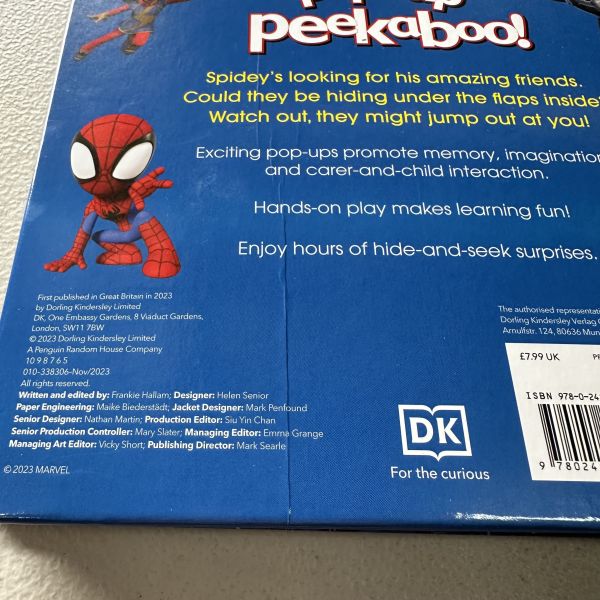 peekaboo!
Spidey's looking for his amazing friends.
Could they be hiding under the flaps inside?
Watch out, they might jump out at you!
Exciting pop-ups promote memory, imagination
and carer-and-child interaction.
Hands-on play makes learning fun!
Enjoy hours of hide-and-seek surprises.
First published in Great Britain in 2023
by Dorling Kindersley Limited
DK, One Embassy Gardens, 8 Viaduct Gardens,
London, SW11 7BW
© 2023 Dorling Kindersley Limited
A Penguin Random House Company
10 9 8 7 6 5
010–338306–Nov/2023
All rights reserved.
Written and edited by: Frankie Hallam; Designer: Helen Senior
Paper Engineering: Maike Biederstädt; Jacket Designer: Mark Penfound
Senior Designer: Nathan Martin; Production Editor: Siu Yin Chan
Senior Production Controller: Mary Slater; Managing Editor: Emma Grange
Managing Art Editor: Vicky Short; Publishing Director: Mark Searle
© 2023 MARVEL
The authorised representati
Dorling Kindersley Verlag G
Arnulfstr. 124, 80636 Mun
£7.99 UK
ISBN 978-0-24
9 78024
DK
For the curious